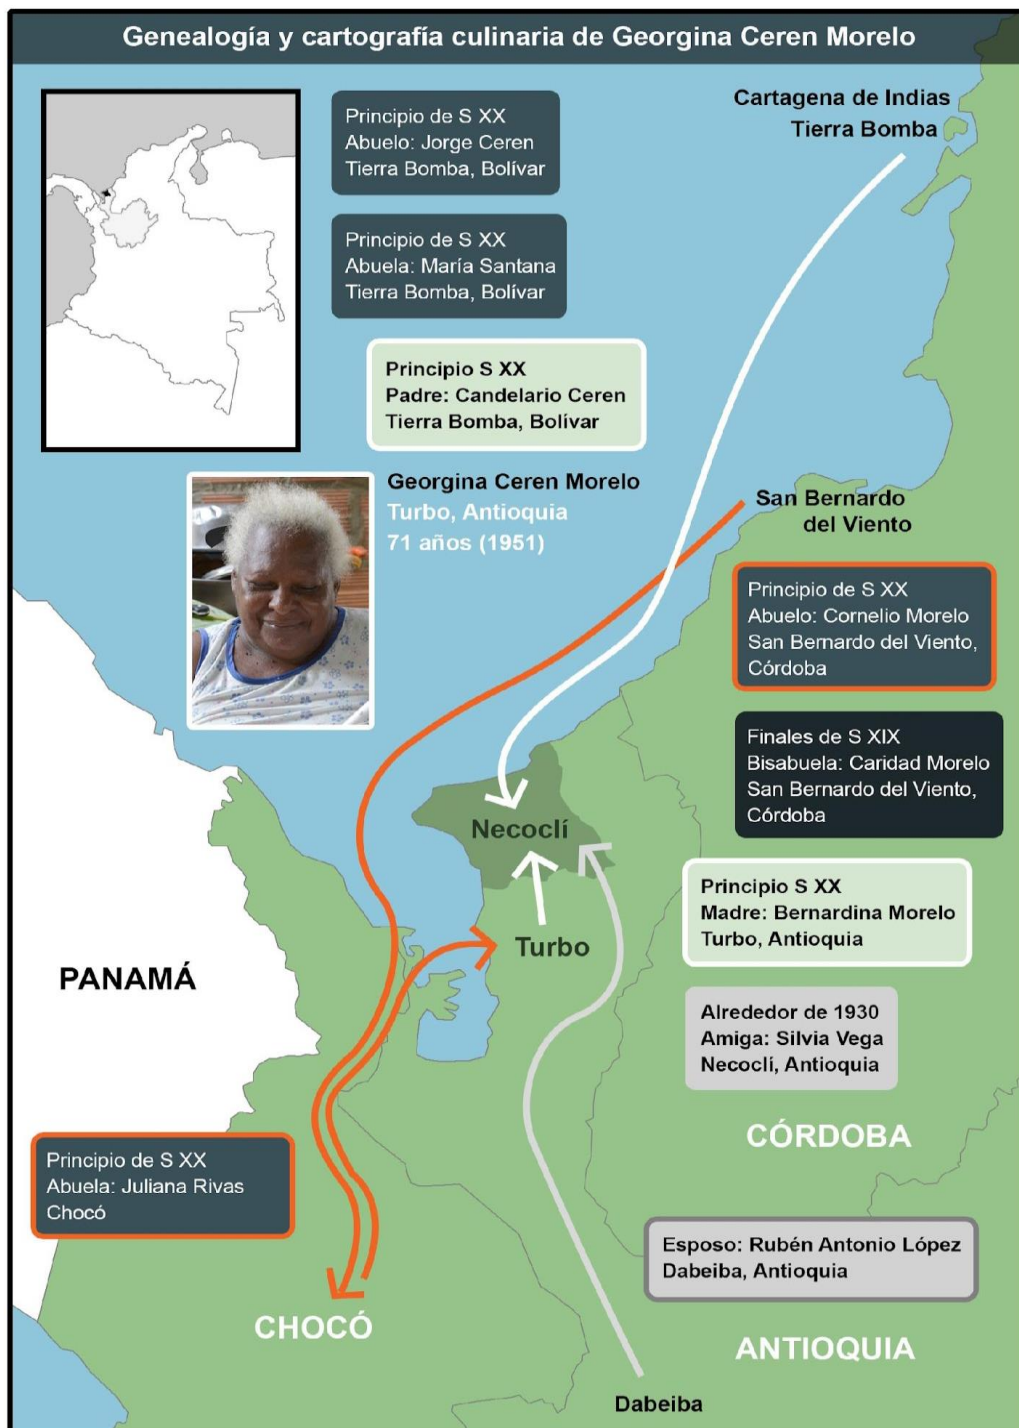 Genealogía y cartografía culinaria de Georgina Ceren Morelo
Cartagena de Indias
Tierra Bomba
Principio de S XX
Abuelo: Jorge Ceren
Tierra Bomba, Bolívar
Principio de S XX
Abuela: María Santana
Tierra Bomba, Bolívar
Principio S XX
Padre: Candelario Ceren
Tierra Bomba, Bolívar
Georgina Ceren Morelo
Turbo, Antioquia
71 años (1951)
San Bernardo
del Viento
Principio de S XX
Abuelo: Cornelio Morelo
San Bernardo del Viento,
Córdoba
Finales de S XIX
Bisabuela: Caridad Morelo
San Bernardo del Viento,
Córdoba
Necoclí
Principio S XX
Madre: Bernardina Morelo
Turbo, Antioquia
Turbo
PANAMÁ
Alrededor de 1930
Amiga: Silvia Vega
Necoclí, Antioquia
CÓRDOBA
Principio de S XX
Abuela: Juliana Rivas
Chocó
Esposo: Rubén Antonio López
Dabeiba, Antioquia
CHOCÓ
ANTIOQUIA
Dabeiba